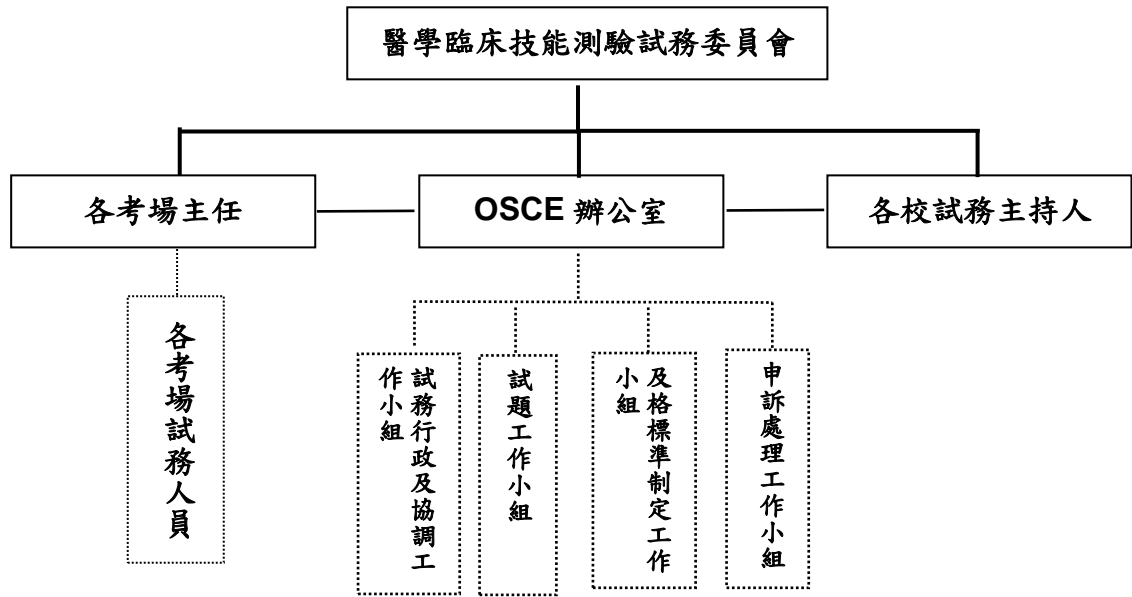 醫學臨床技能測驗試務委員會
各考場主任
OSCE 辦公室
各校試務主持人
各考場試務人員
試務行政及協調工
作小組
試題工作小組
及格標準制定工作
小組
申訴處理工作小組